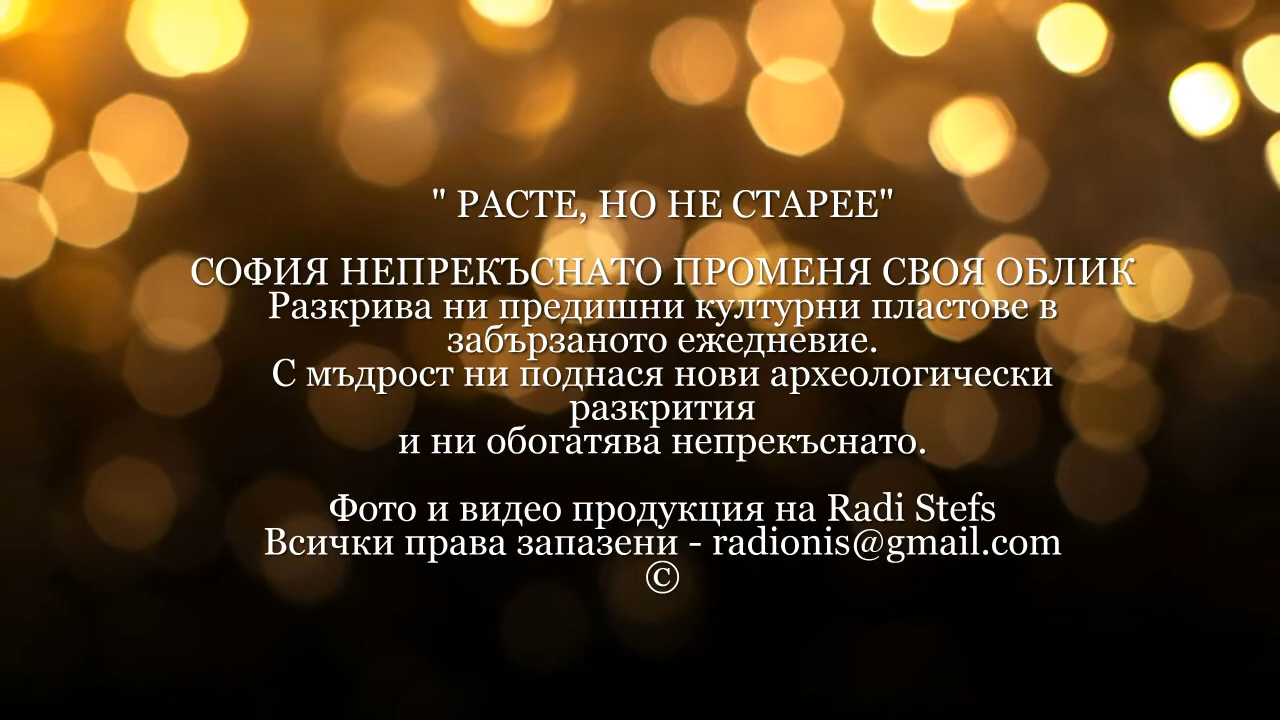 " РАСТЕ, НО НЕ СТАРЕЕ"
СОФИЯ НЕПРЕКЪСНАТО ПРОМЕНЯ СВОЯ ОБЛИК
Разкрива ни предишни културни пластове в
забързаното ежедневие.
С мъдрост ни поднася нови археологически
разкрития
и ни обогатява непрекъснато.
Фото и видео продукция на Radi Stefs
Всички права запазени - radionis@gmail.com
©